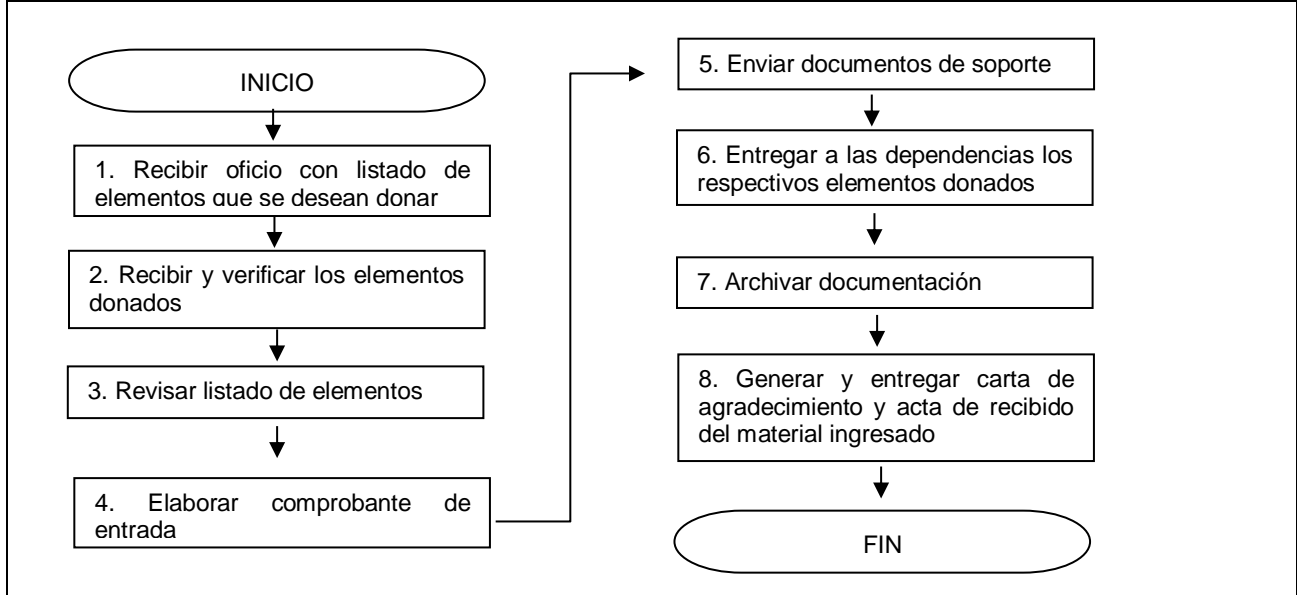 INICIO
1. Recibir oficio con listado de
elementos que se desean donar
2. Recibir y verificar los elementos
donados
3. Revisar listado de elementos
4. Elaborar comprobante de
entrada
5. Enviar documentos de soporte
6. Entregar a las dependencias los
respectivos elementos donados
7. Archivar documentación
8. Generar y entregar carta de
agradecimiento y acta de recibido
del material ingresado
FIN